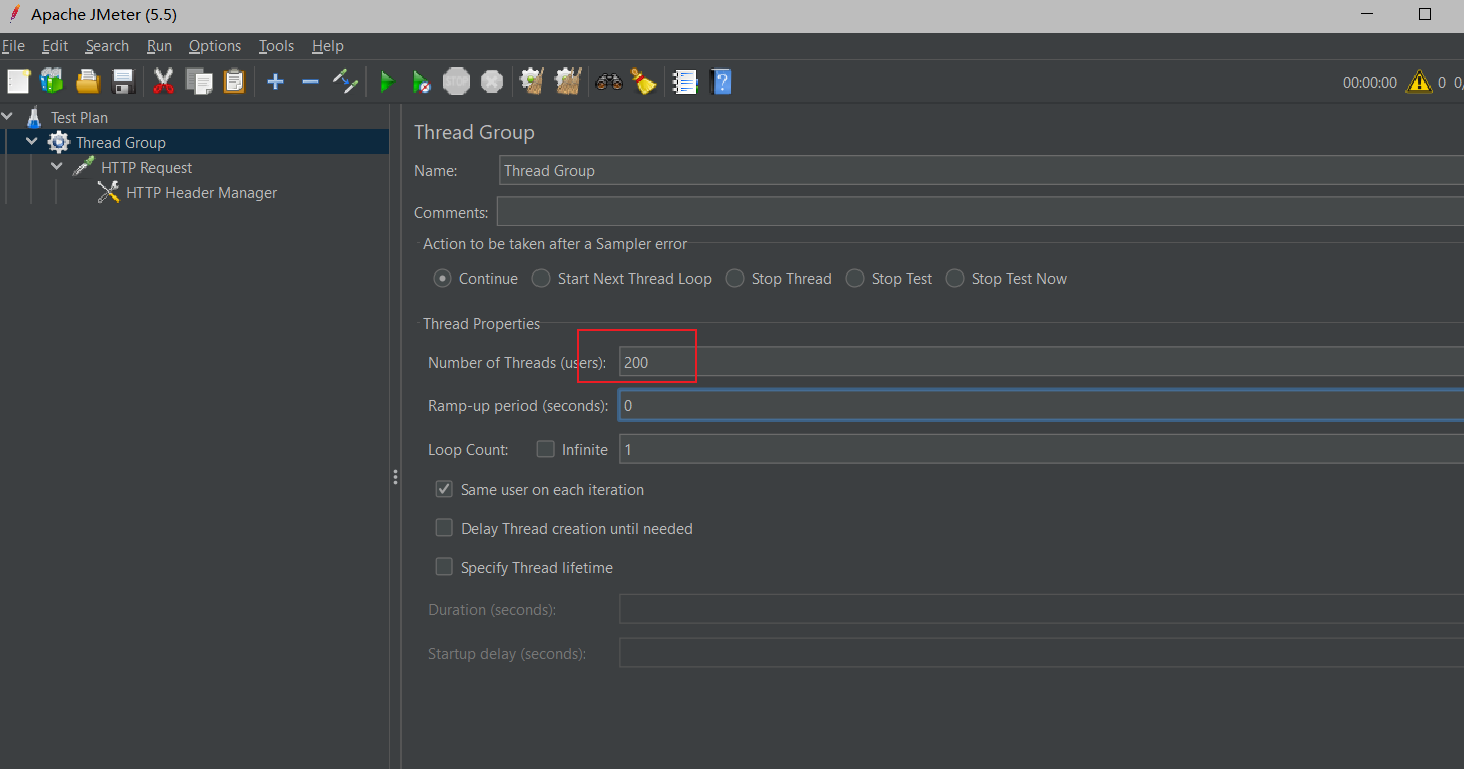 Apache JMeter (5.5)
File Edit Search Run Options Tools Help
STOP
00:00:00 0 0/
Test Plan
Thread Group
HTTP Request
HTTP Header Manager
Thread Group
Name: Thread Group
Comments:
Action to be taken after a Sampler error
Continue Start Next Thread Loop Stop Thread Stop Test Stop Test Now
Thread Properties
Number of Threads (users): 200
Ramp-up period (seconds): 0
Loop Count: Infinite 1
Same user on each iteration
Delay Thread creation until needed
Specify Thread lifetime
Duration (seconds):
Startup delay (seconds):